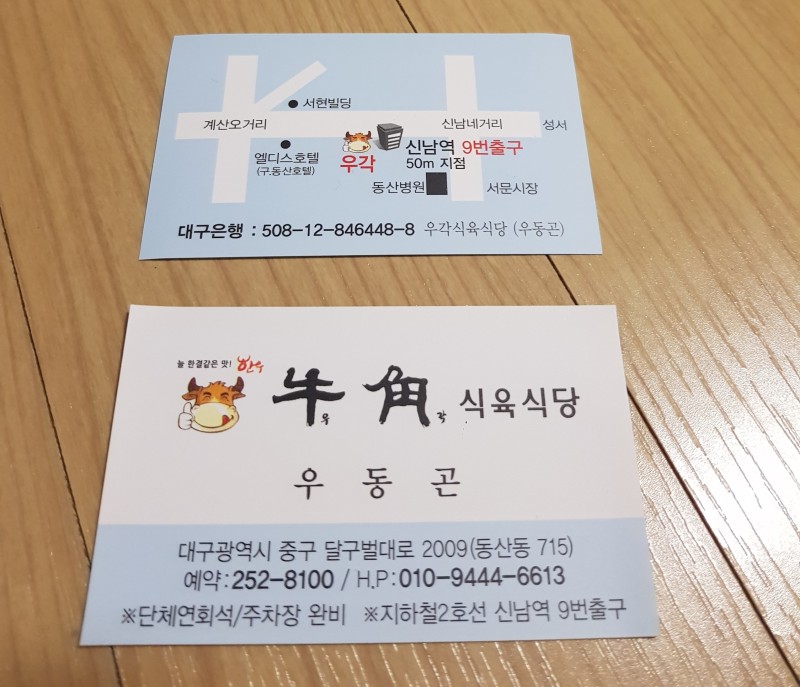 서현빌딩
계산오거리
신남네거리
성서
엘디스호텔
(구.동산호텔)
우각
신남역 9번출구
50m 지점
동산병원
서문시장
대구은행 : 508-12-846448-8 우각식육식당 (우동곤)
늘 한결같은 맛! 한우
牛우 角각 식육식당
우 동 곤
대구광역시 중구 달구벌대로 2009(동산동 715)
예약:252-8100 / H.P:010-9444-6613
※단체연회석/주차장 완비 ※지하철2호선 신남역 9번출구